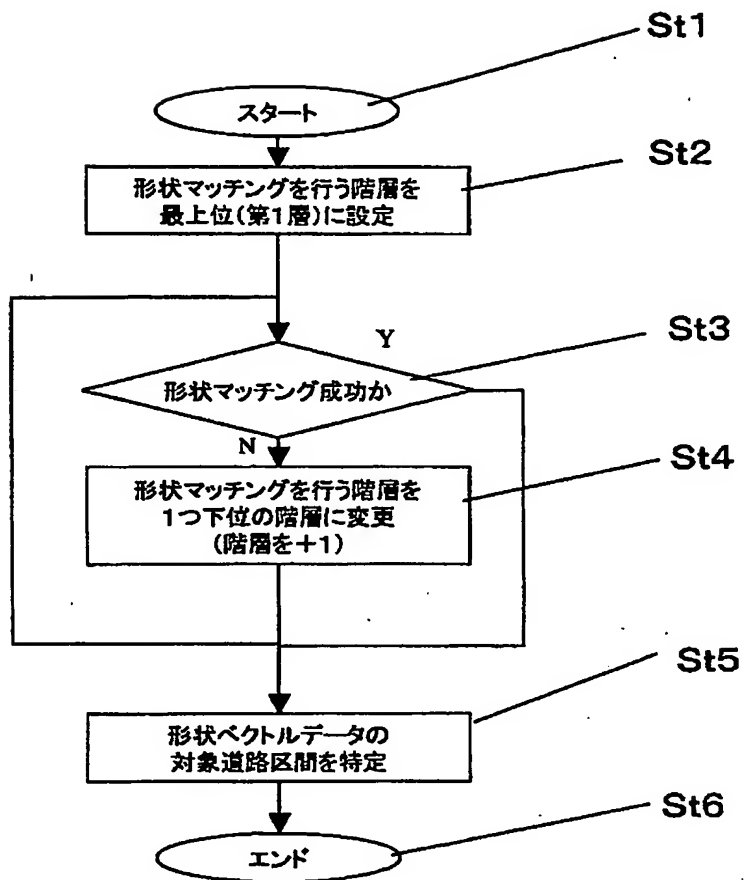 St1
スタート
St2
形状マッチングを行う階層を
最上位(第1層)に設定
Y
St3
形状マッチング成功か
N
St4
形状マッチングを行う階層を
1つ下位の階層に変更
(階層を+1)
St5
形状ベクトルデータの
対象道路区間を特定
St6
エンド